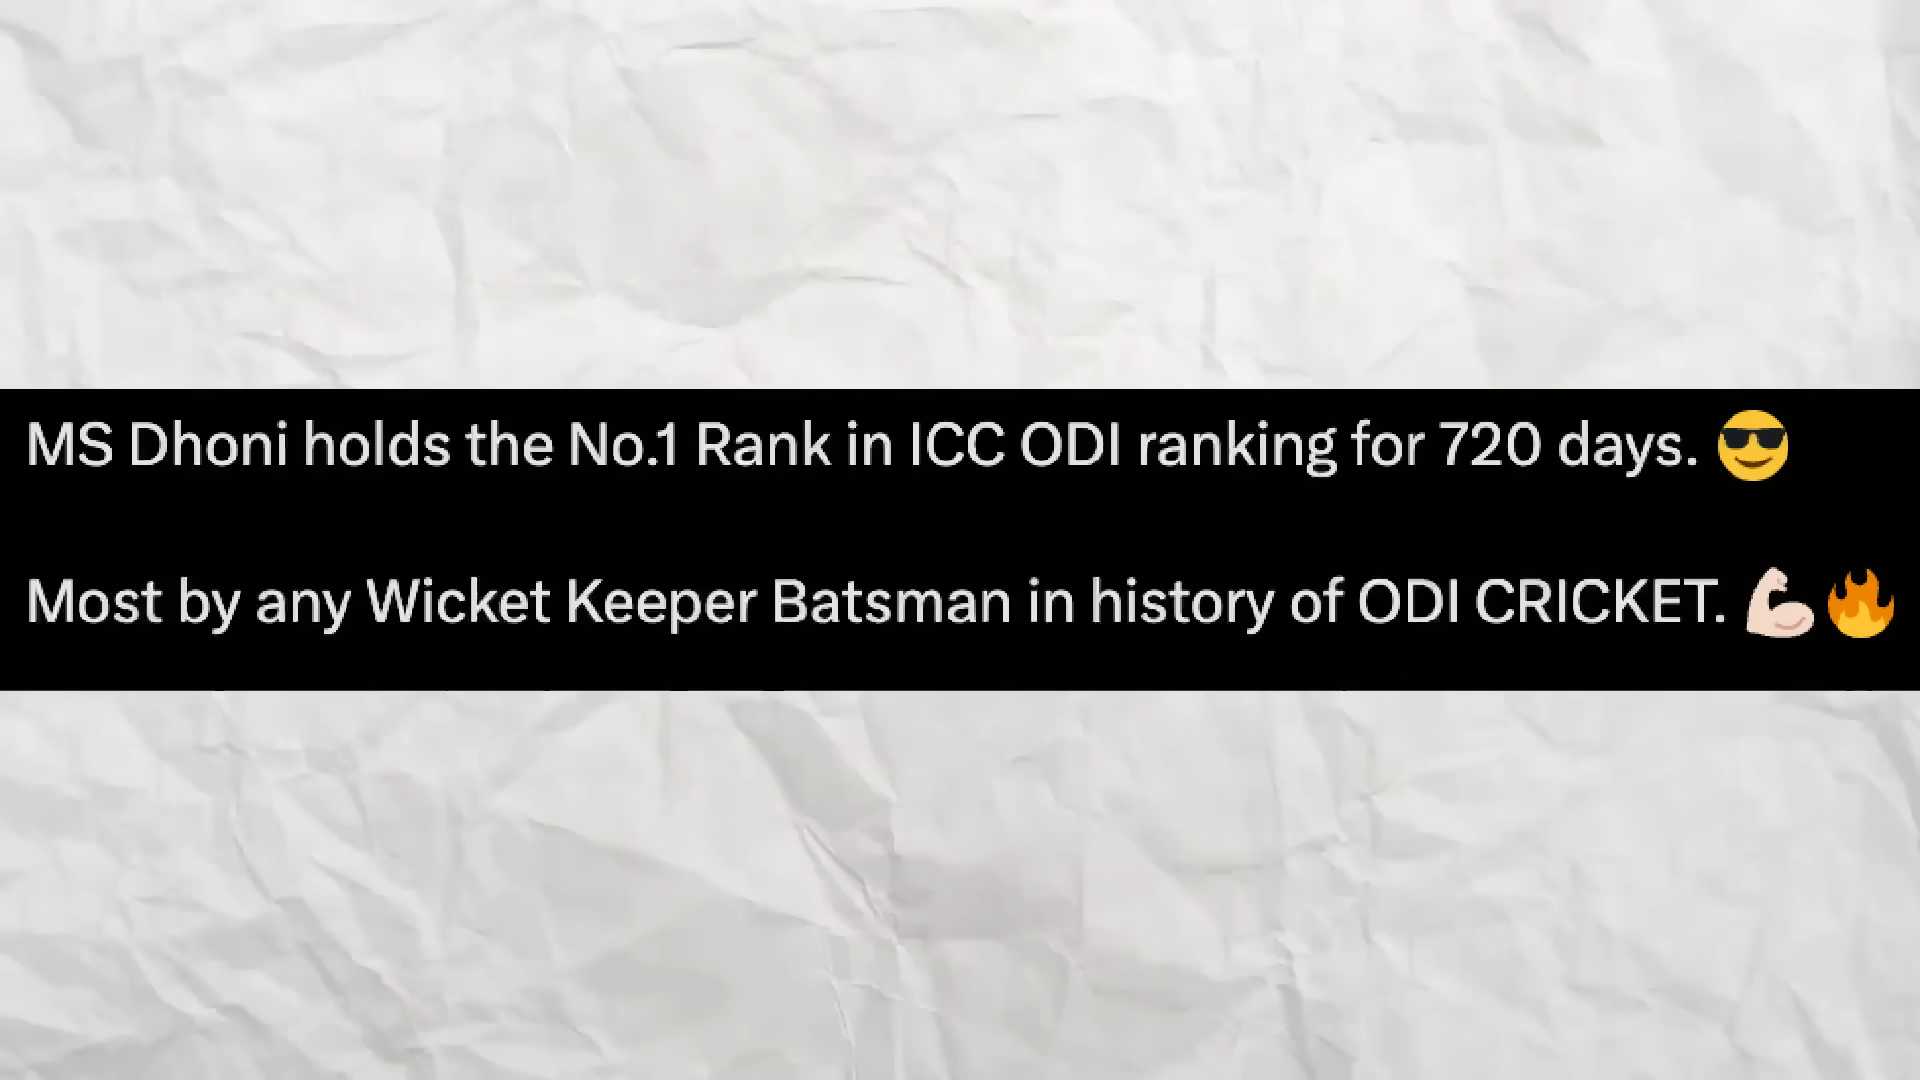 MS Dhoni holds the No.1 Rank in ICC ODI ranking for 720 days. 😎
Most by any Wicket Keeper Batsman in history of ODI CRICKET. 💪🏻🔥